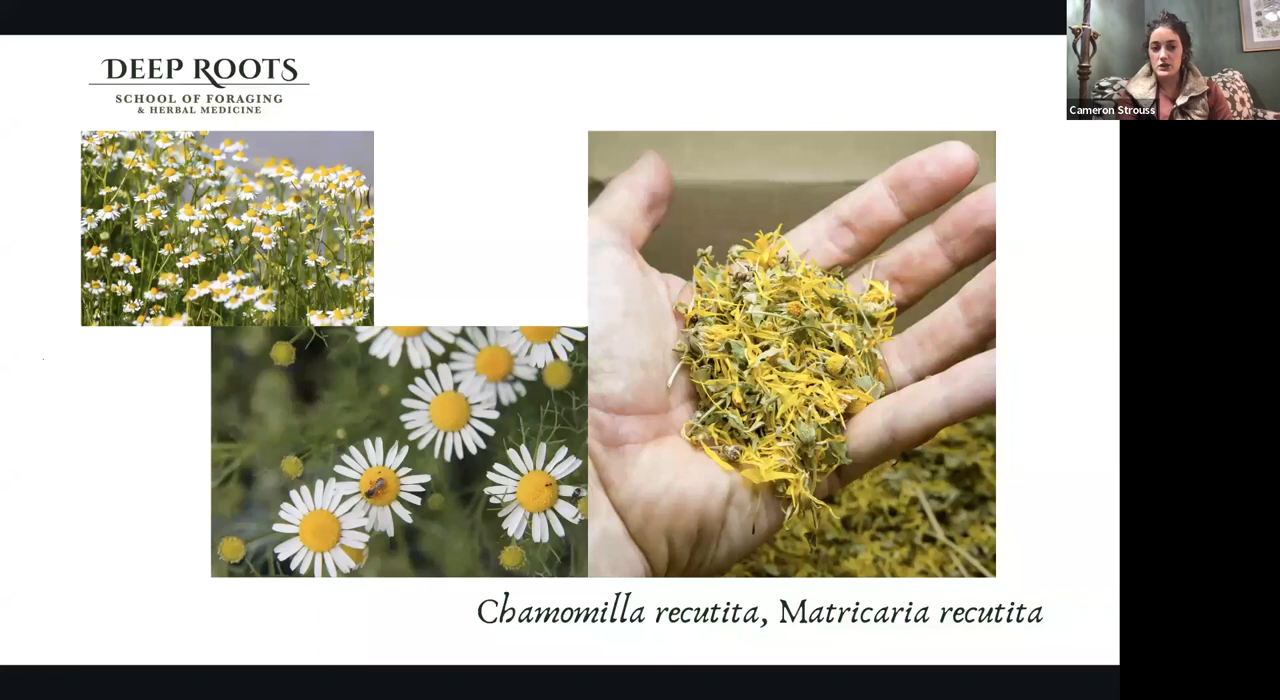 DEEP ROOTS
SCHOOL OF FORAGING
& HERBAL MEDICINE
Cameron Strouss
Chamomilla recutita, Matricaria recutita